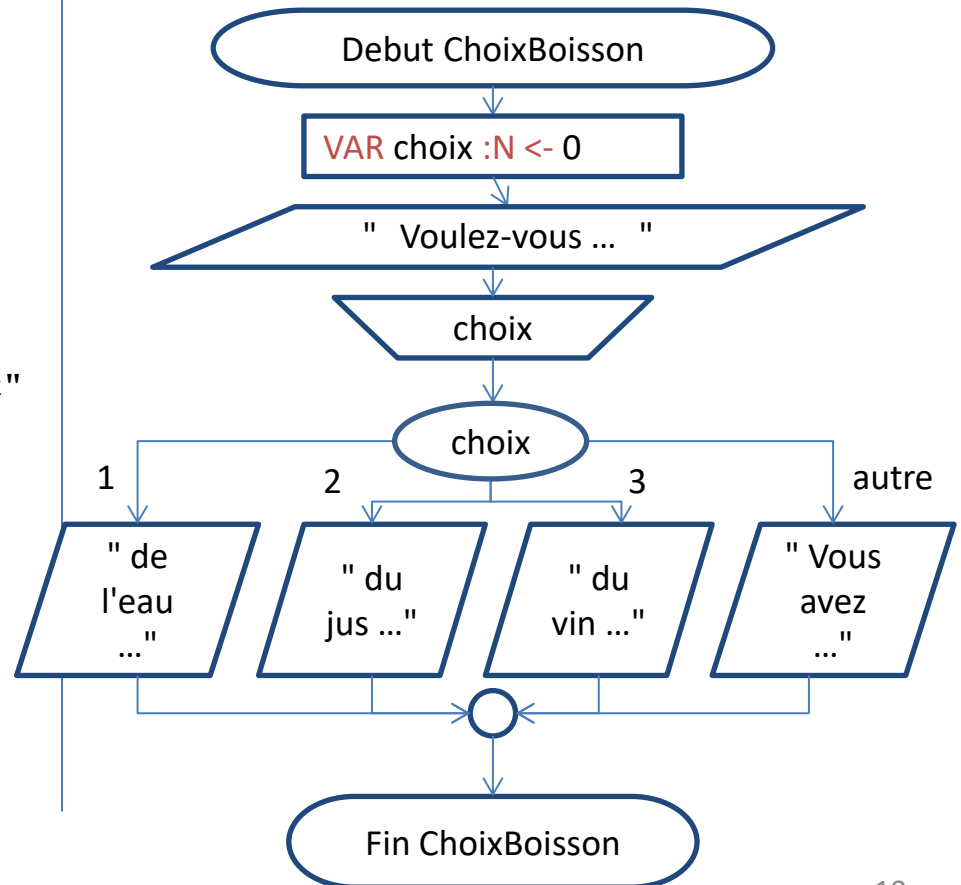 Debut ChoixBoisson
VAR choix :N <- 0
" Voulez-vous … "
choix
"
choix
1
2
3
autre
" de
l'eau
…"
" du
jus …"
" du
vin …"
" Vous
avez
…"
Fin ChoixBoisson